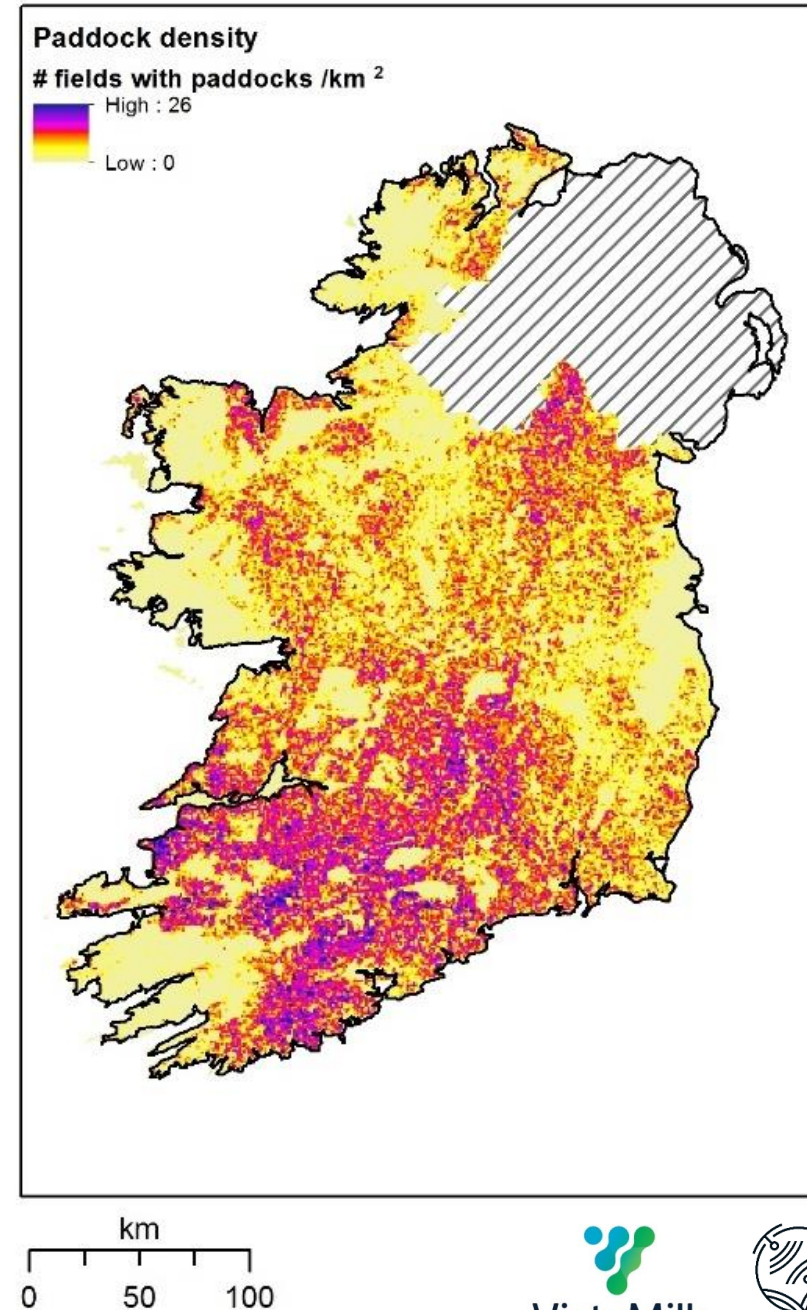 Paddock density
# fields with paddocks /km ²
High : 26
Low : 0
km
0 50 100